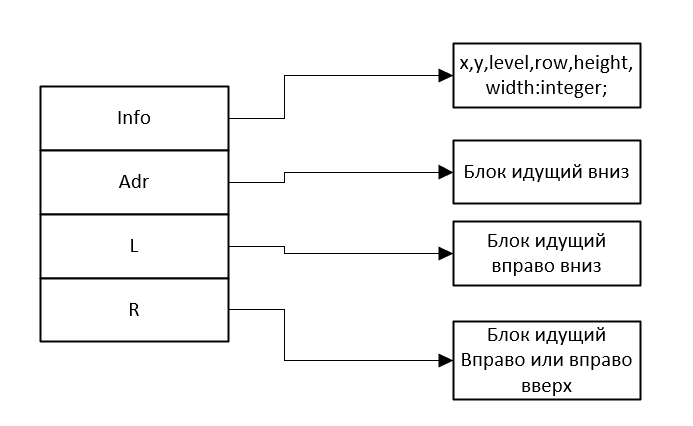 Info
x,y,level,row,height,
width:integer;
Adr
Блок идущий вниз
L
Блок идущий
вправо вниз
R
Блок идущий
Вправо или вправо
вверх